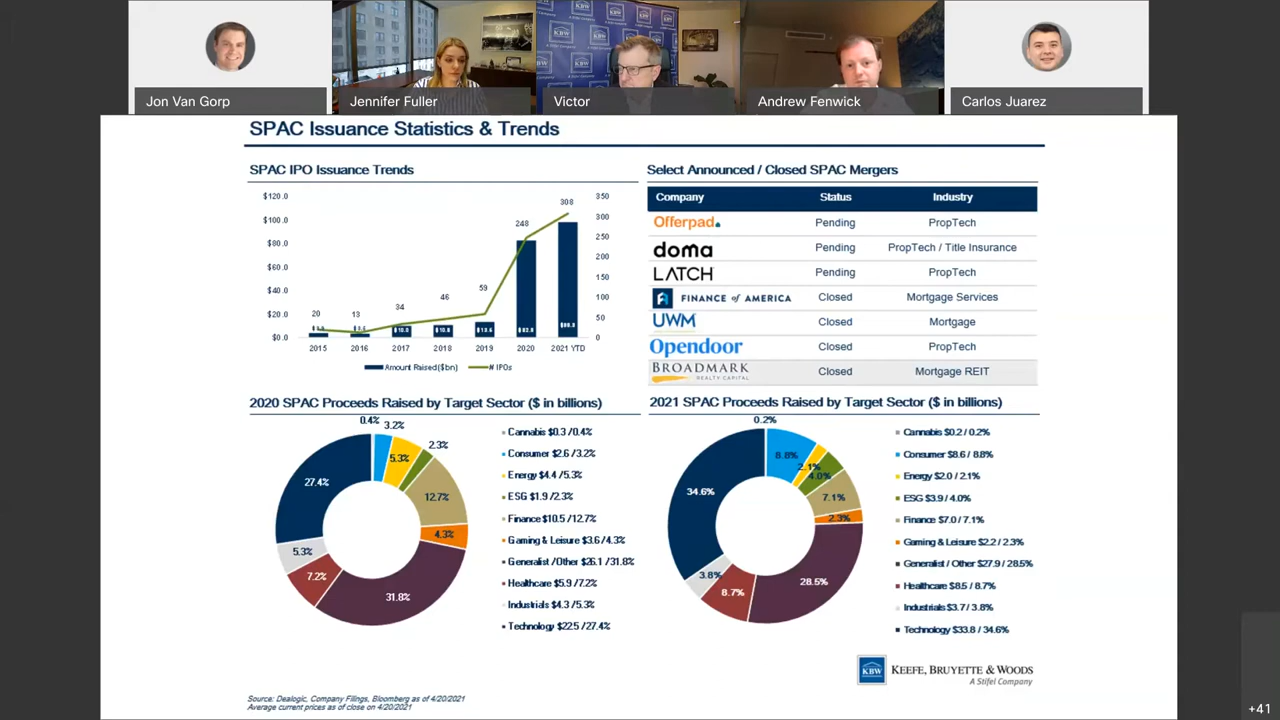 Jon Van Gorp
Jennifer Fuller
Victor
Andrew Fenwick
Carlos Juarez
SPAC Issuance Statistics & Trends
SPAC IPO Issuance Trends
$120.0
$100.0
$80.0
$60.0
$40.0
$20.0
$0.0
350
300
250
200
150
100
50
0
20
13
34
46
59
248
308
$10.0
2015
2016
2017
2018
2019
2020
2021 YTD
Amount Raised($bn)
# IPOs
Select Announced / Closed SPAC Mergers
Company Status Industry
Offerpad. Pending PropTech
doma Pending PropTech / Title Insurance
LATCH Pending PropTech
FINANCE of AMERICA Closed Mortgage Services
UWM Closed Mortgage
Opendoor Closed PropTech
BROADMARK Closed Mortgage REIT
REALTY CAPITAL
2020 SPAC Proceeds Raised by Target Sector ($ in billions)
0.4%
3.2%
5.3%
2.3%
12.7%
4.3%
31.8%
7.2%
5.3%
27.4%
Cannabis $0.3 / 0.4%
Consumer $2.6 / 3.2%
Energy $4.4 / 5.3%
ESG $1.9 / 2.3%
Finance $10.5 / 12.7%
Gaming & Leisure $3.6 / 4.3%
Generalist / Other $26.1 / 31.8%
Healthcare $5.9 / 7.2%
Industrials $4.3 / 5.3%
Technology $22.5 / 27.4%
2021 SPAC Proceeds Raised by Target Sector ($ in billions)
0.2%
8.8%
2.1%
4.0%
7.1%
2.3%
28.5%
8.7%
3.8%
34.6%
Cannabis $0.2 / 0.2%
Consumer $8.6 / 8.8%
Energy $2.0 / 2.1%
ESG $3.9 / 4.0%
Finance $7.0 / 7.1%
Gaming & Leisure $2.2 / 2.3%
Generalist / Other $27.9 / 28.5%
Healthcare $8.5 / 8.7%
Industrials $3.7 / 3.8%
Technology $33.8 / 34.6%
KBW KEEFE, BRUYETTE & WOODS
A Stifel Company
Source: Dealogic, Company Filings, Bloomberg as of 4/20/2021
Average current prices as of close on 4/20/2021
+41